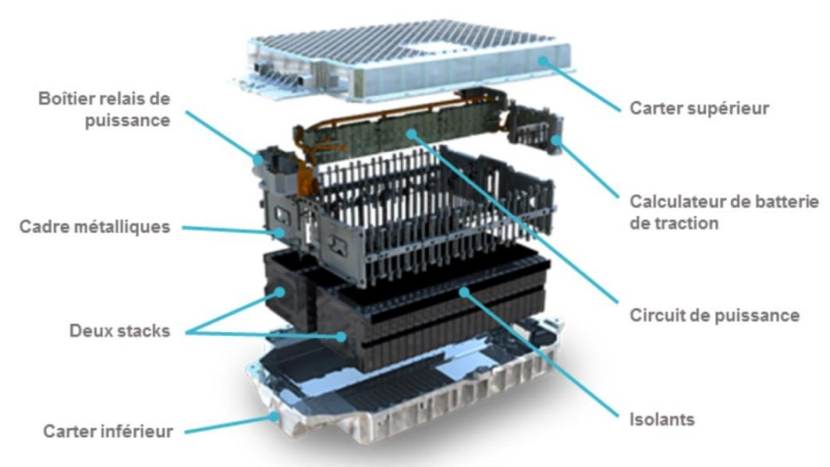 Boîtier relais de
puissance
Cadre métalliques
Deux stacks
Carter inférieur
Carter supérieur
Calculateur de batterie
de traction
Circuit de puissance
Isolants